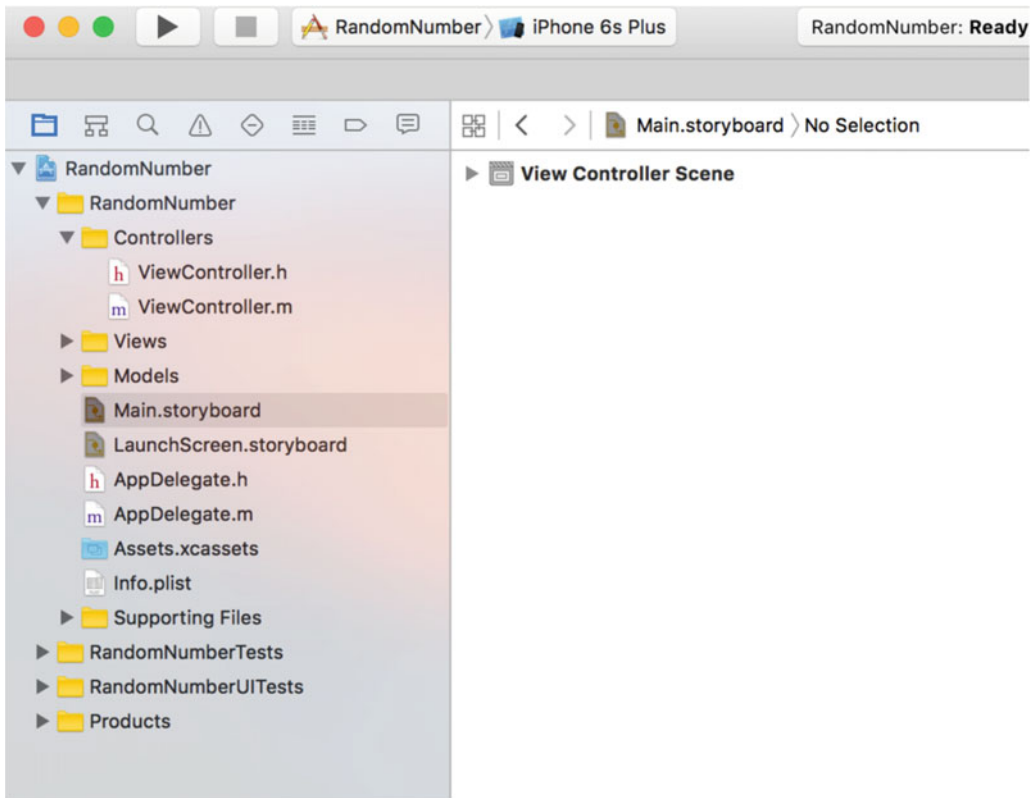 RandomNumber 〉 iPhone 6s Plus
RandomNumber: Ready
Main.storyboard 〉 No Selection
RandomNumber
View Controller Scene
RandomNumber
Controllers
h ViewController.h
m ViewController.m
Views
Models
Main.storyboard
LaunchScreen.storyboard
h AppDelegate.h
m AppDelegate.m
Assets.xcassets
Info.plist
Supporting Files
RandomNumberTests
RandomNumberUITests
Products